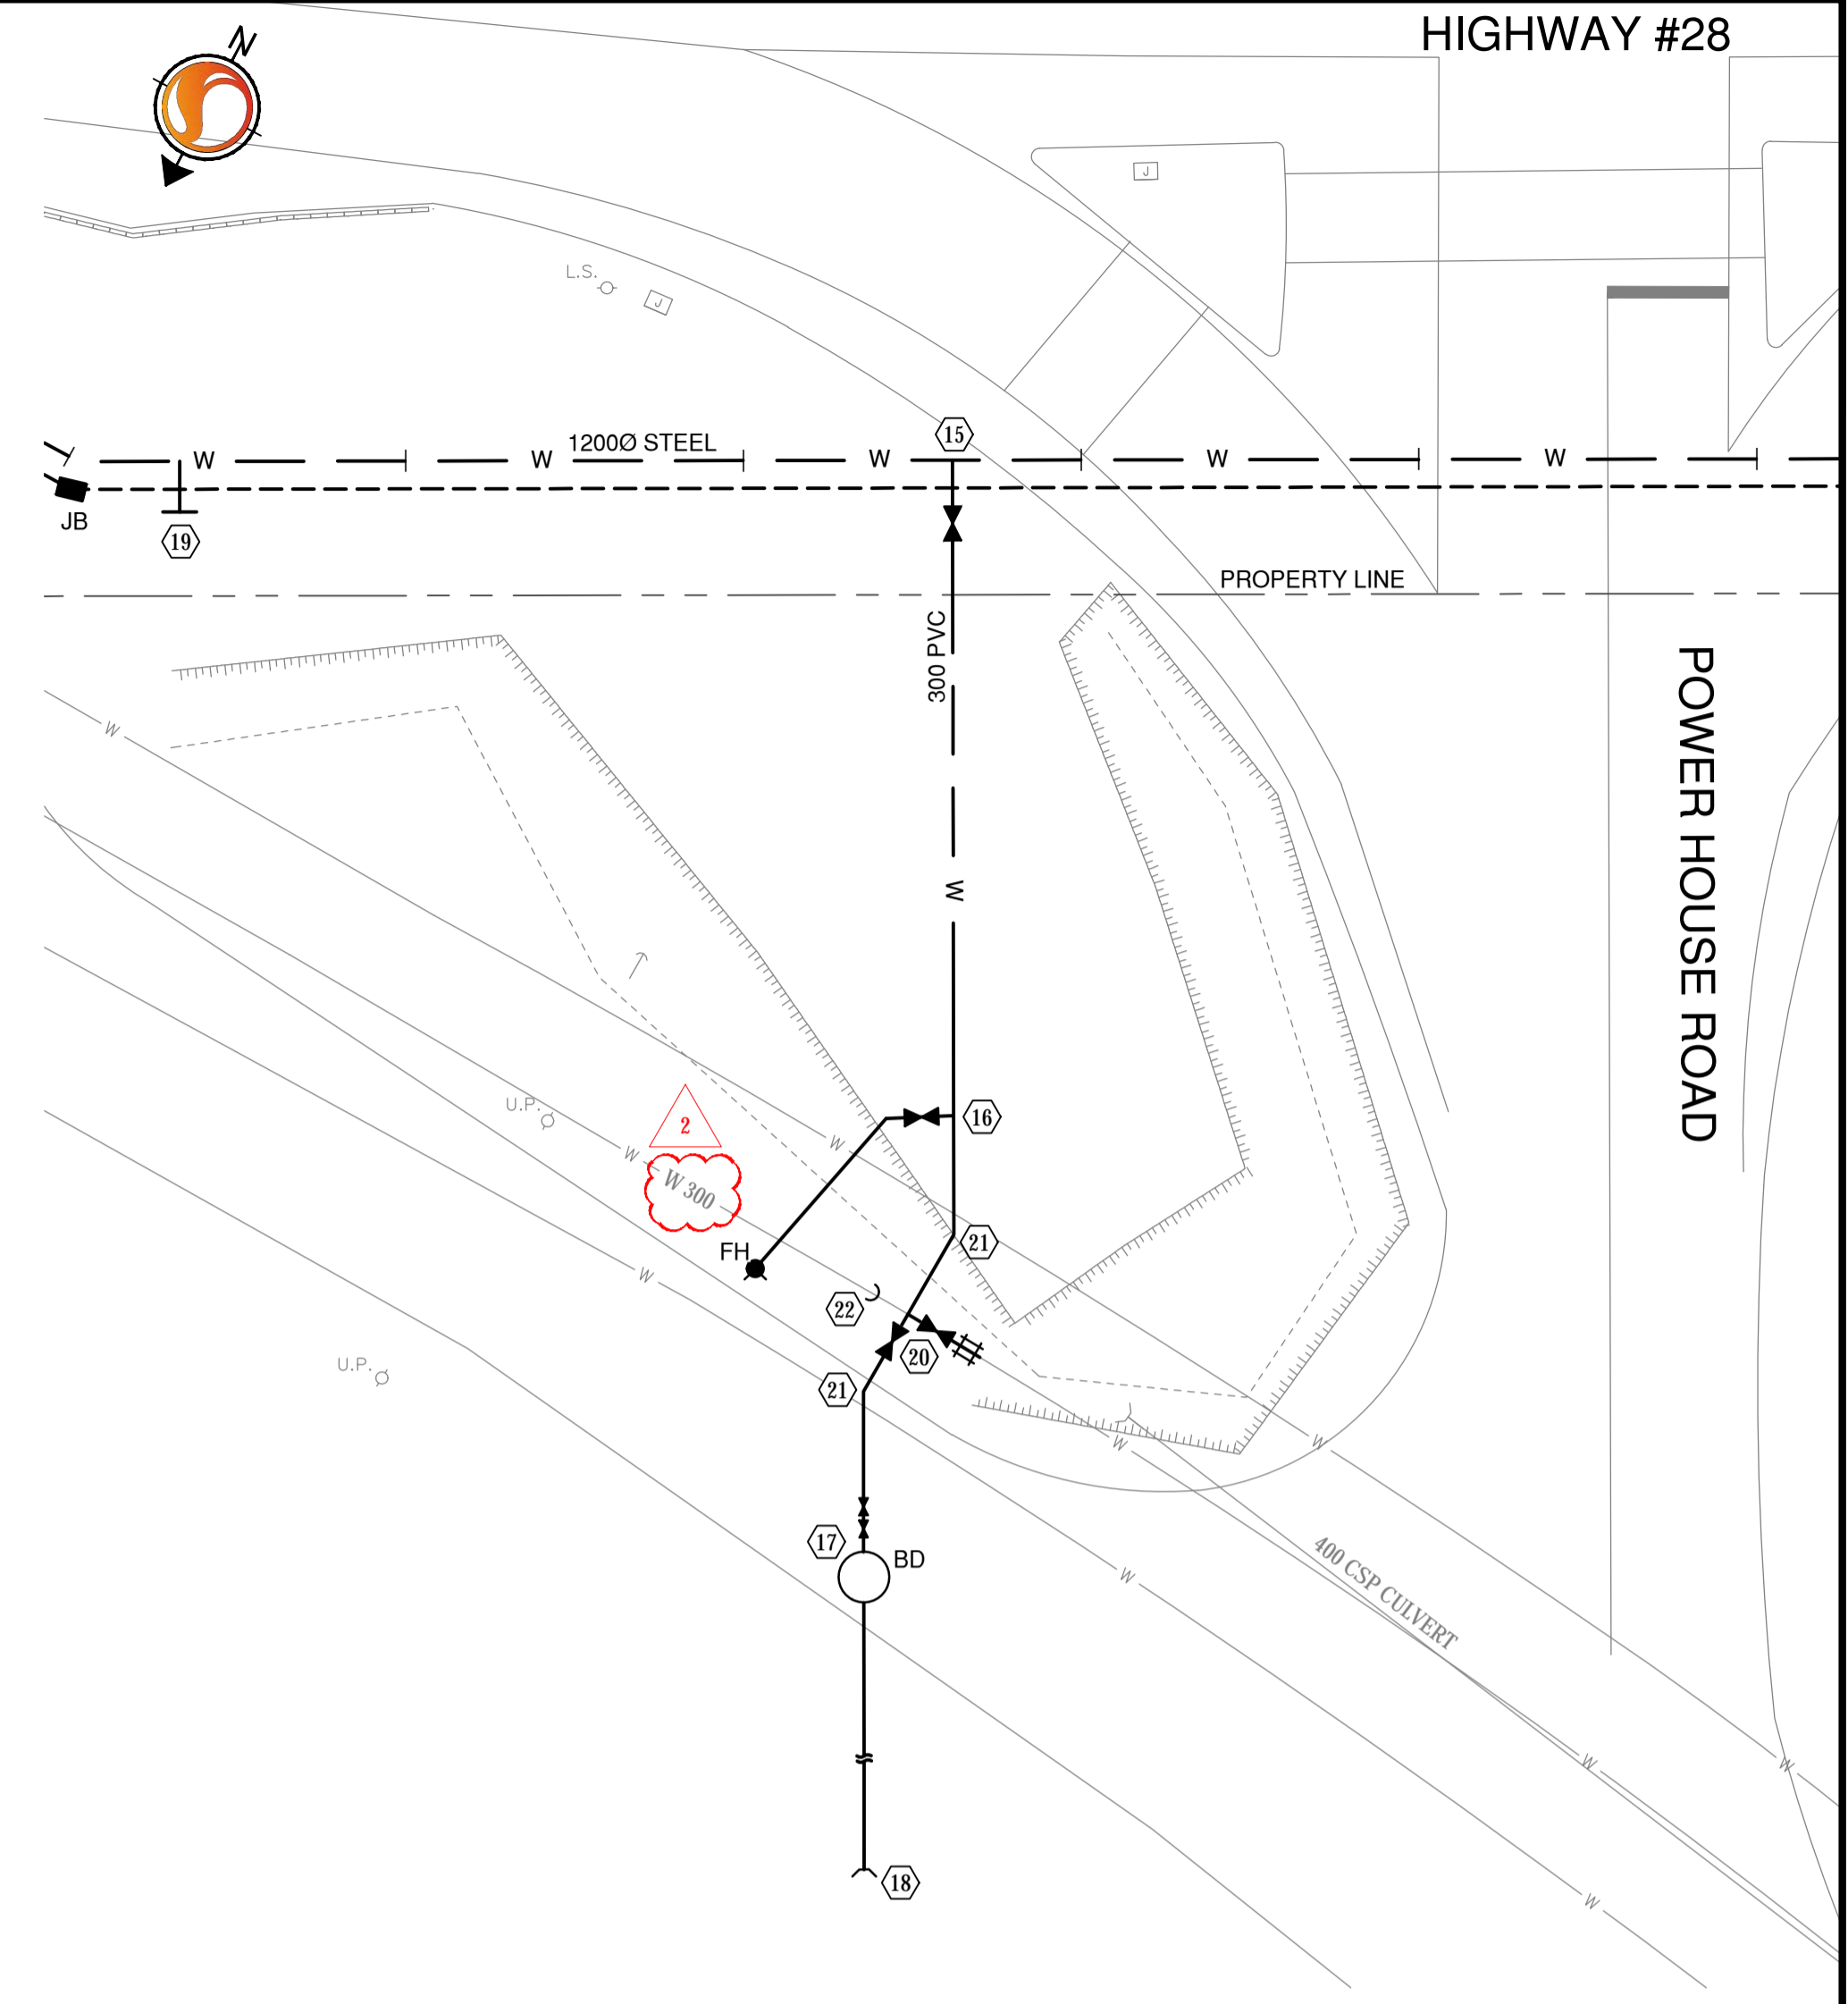 HIGHWAY #28
N
J
L.S.
J
15
1200Ø STEEL
W W W W W
JB
19
PROPERTY LINE
300 PVC
POWER HOUSE ROAD
W
W
U.P.
2
16
W
W
W 300
21
FH
W
22
20
U.P.
21
W
W
17
BD
400 CSP CULVERT
W
W
W
18
W